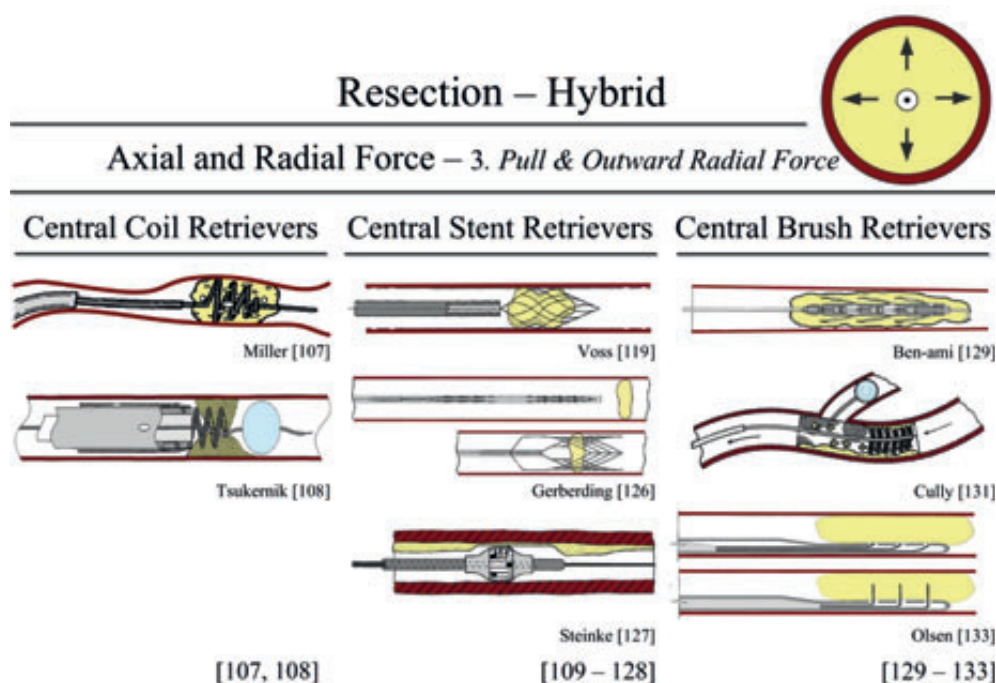 Resection – Hybrid
Axial and Radial Force – 3. Pull & Outward Radial Force
Central Coil Retrievers
Miller [107]
Tsukernik [108]
[107, 108]
Central Stent Retrievers
Voss [119]
Gerberding [126]
Steinke [127]
[109 – 128]
Central Brush Retrievers
Ben-ami [129]
Cully [131]
Olsen [133]
[129 – 133]